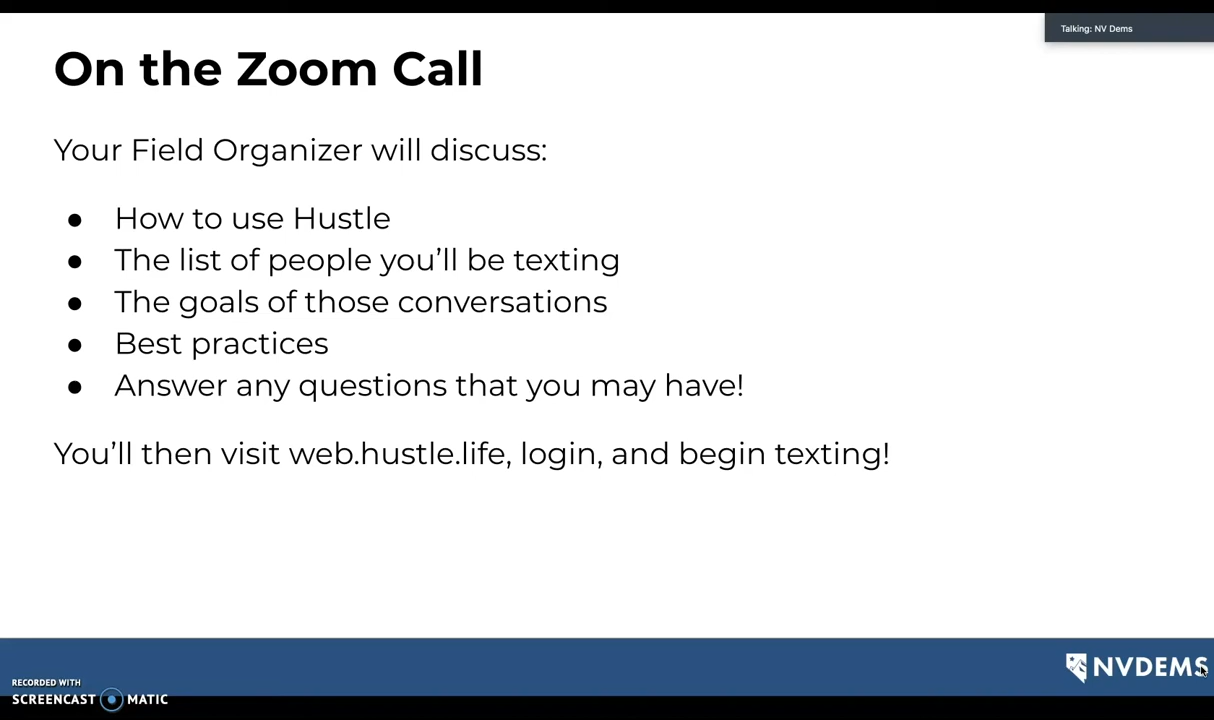 Talking: NV Dems
On the Zoom Call
Your Field Organizer will discuss:
● How to use Hustle
● The list of people you’ll be texting
● The goals of those conversations
● Best practices
● Answer any questions that you may have!
You’ll then visit web.hustle.life, login, and begin texting!
NVDEMS
RECORDED WITH
SCREENCAST MATIC